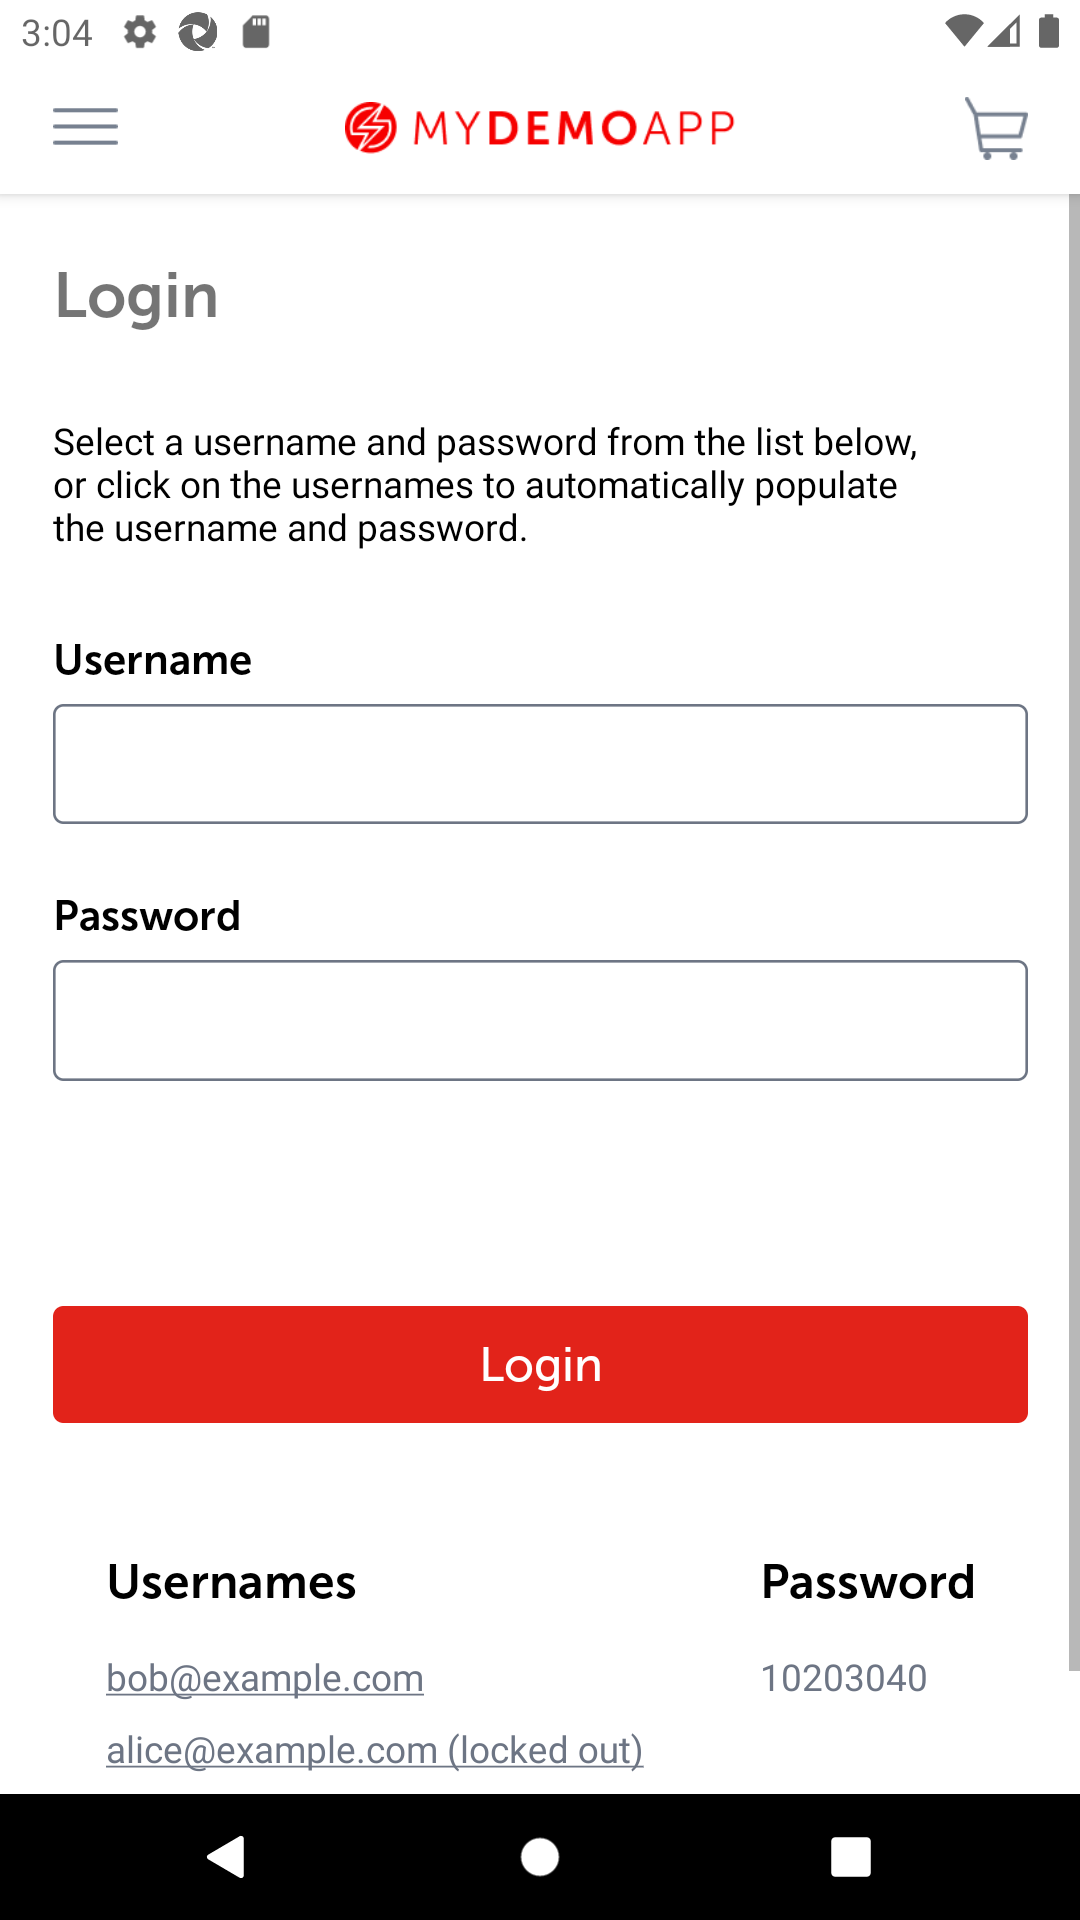 3:04
MYDEMOAPP
Login
Select a username and password from the list below,
or click on the usernames to automatically populate
the username and password.
Username
Password
Login
Usernames Password
bob@example.com 10203040
alice@example.com (locked out)